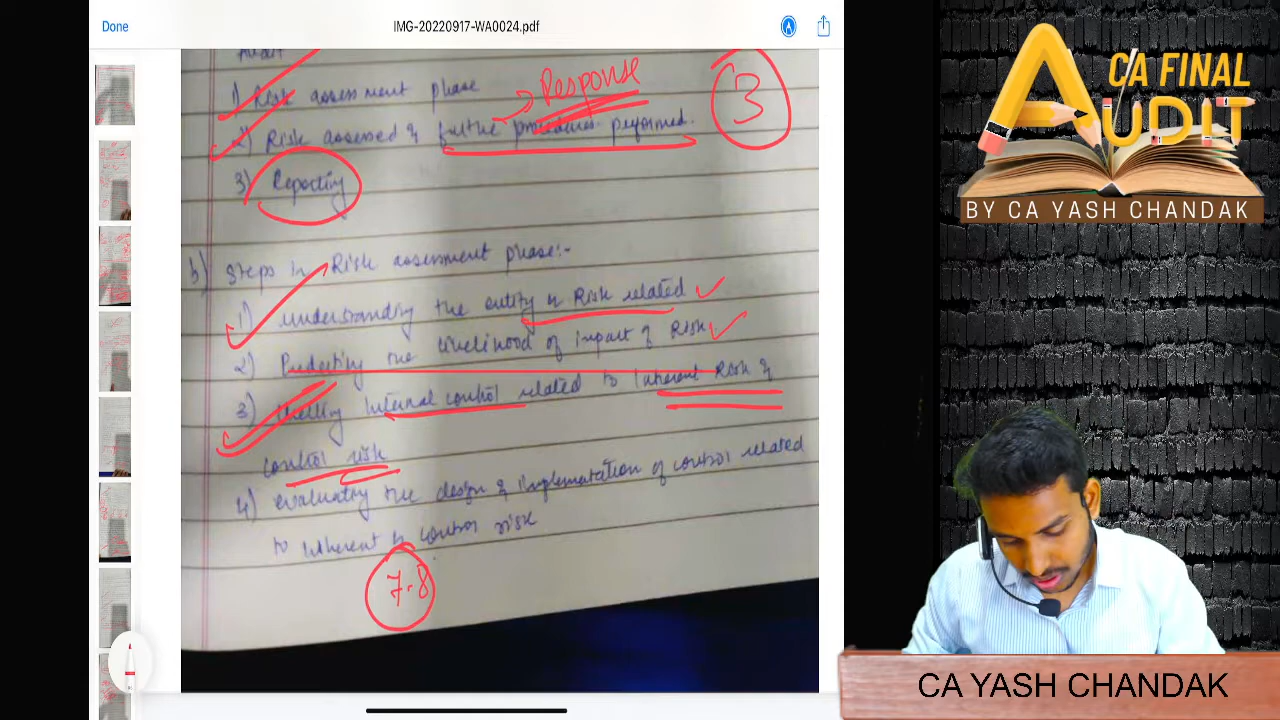 Done
IMG-20220917-WA0024.pdf
Audit
1) Risk assessment phase
Response
3
2) Risk assessed & further procedures performed.
3) Reporting
b) Steps in Risk assessment phase:-
1) understanding the entity & Risk related
2) the likelihood of impact of Risk
3) Internal control related to Inherent Risk &
control risk
4) evaluating the design & implementation of control related
to inherent & control risk
7-8
CA FINAL
AUDIT
BY CA YASH CHANDAK
CA YASH CHANDAK